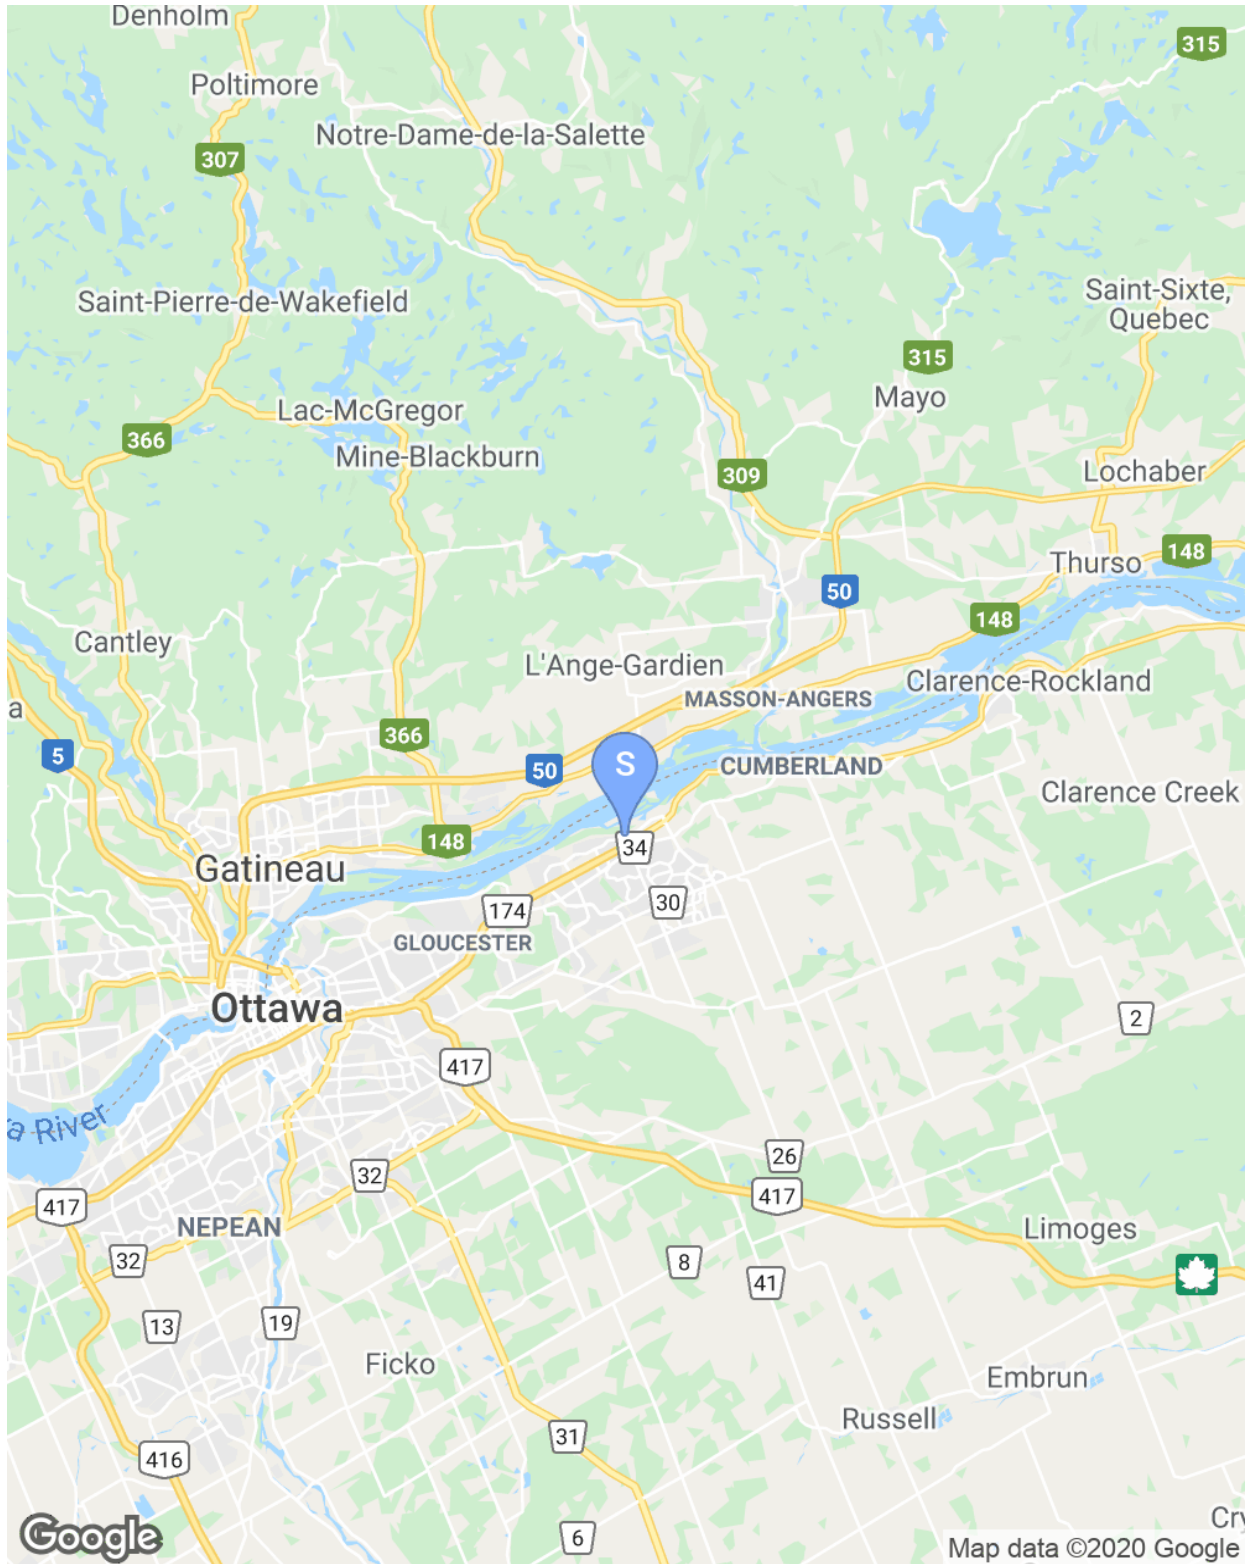 Denholm
315
Poltimore
Notre-Dame-de-la-Salette
307
Saint-Pierre-de-Wakefield
Saint-Sixte,
Quebec
315
Mayo
Lac-McGregor
366
Mine-Blackburn
309
Lochaber
148
Thurso
50
148
Cantley
L'Ange-Gardien
Clarence-Rockland
MASSON-ANGERS
a
366
5
50
S
CUMBERLAND
Clarence Creek
148
34
Gatineau
30
174
GLOUCESTER
Ottawa
2
417
a River
26
32
417
417
NEPEAN
Limoges
32
8
41
13
19
Ficko
Embrun
Russell
31
416
Cry
6
Google
Map data ©2020 Google